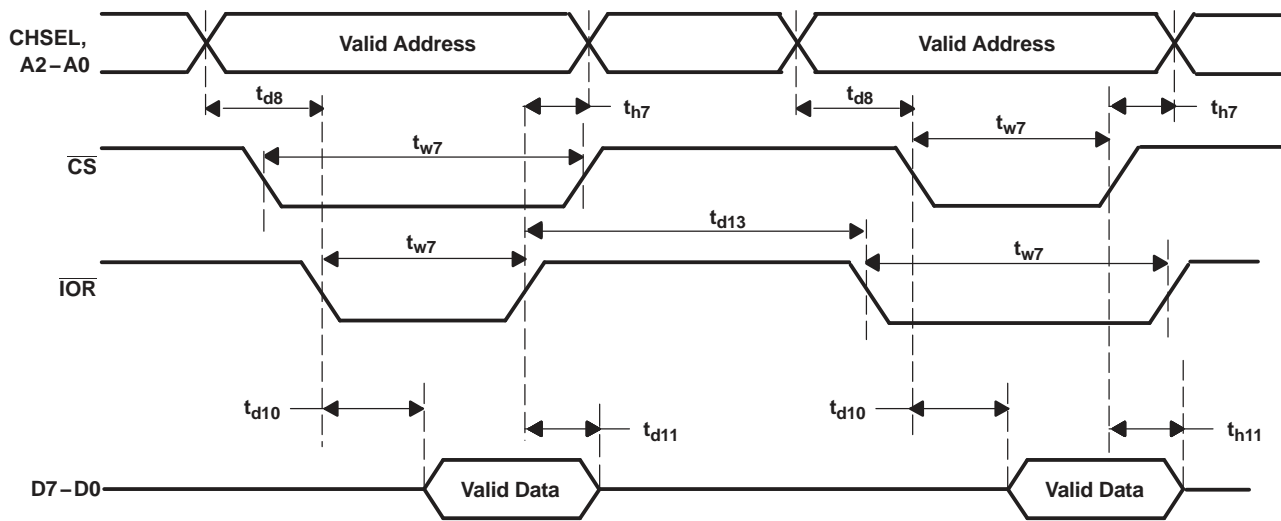 CHSEL,
A2–A0
Valid Address
Valid Address
td8
th7
td8
th7
tw7
tw7
CS
td13
tw7
tw7
IOR
td10
td11
td10
th11
D7–D0
Valid Data
Valid Data